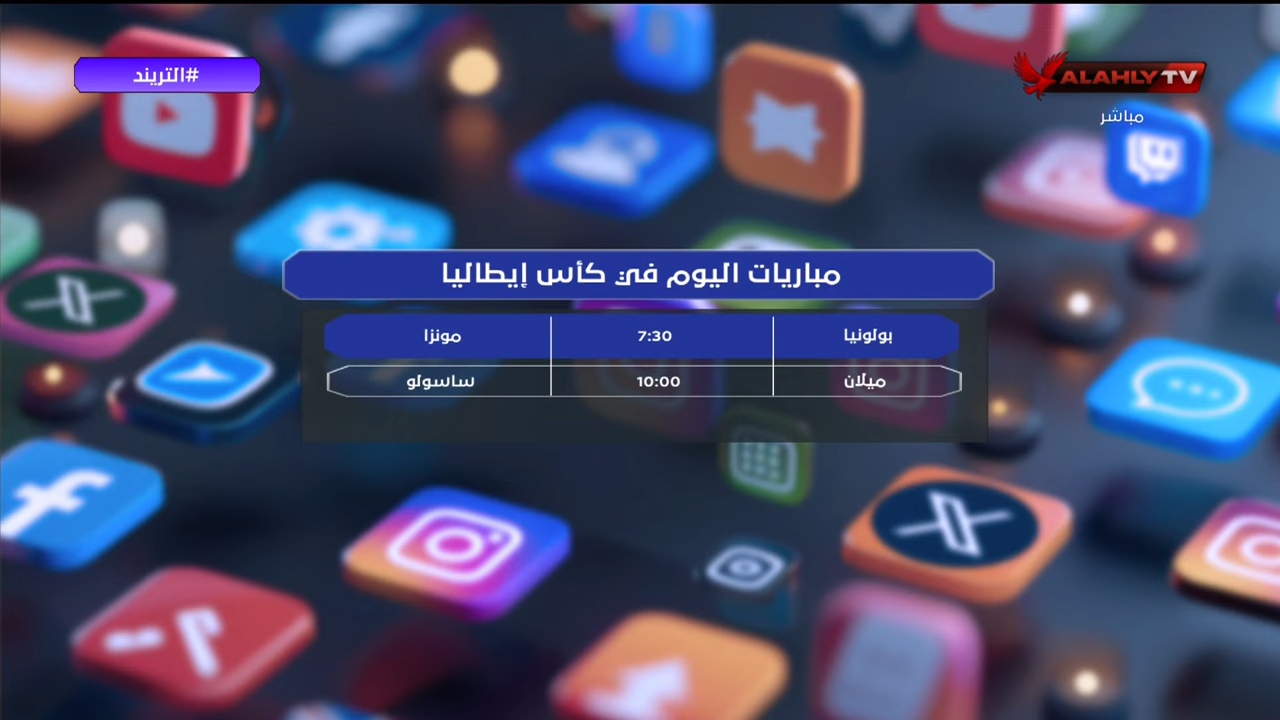 #التريند
ALAHLY TV
مباشر
مباريات اليوم في كأس إيطاليا
بولونيا 7:30 مونزا
ميلان 10:00 ساسولو